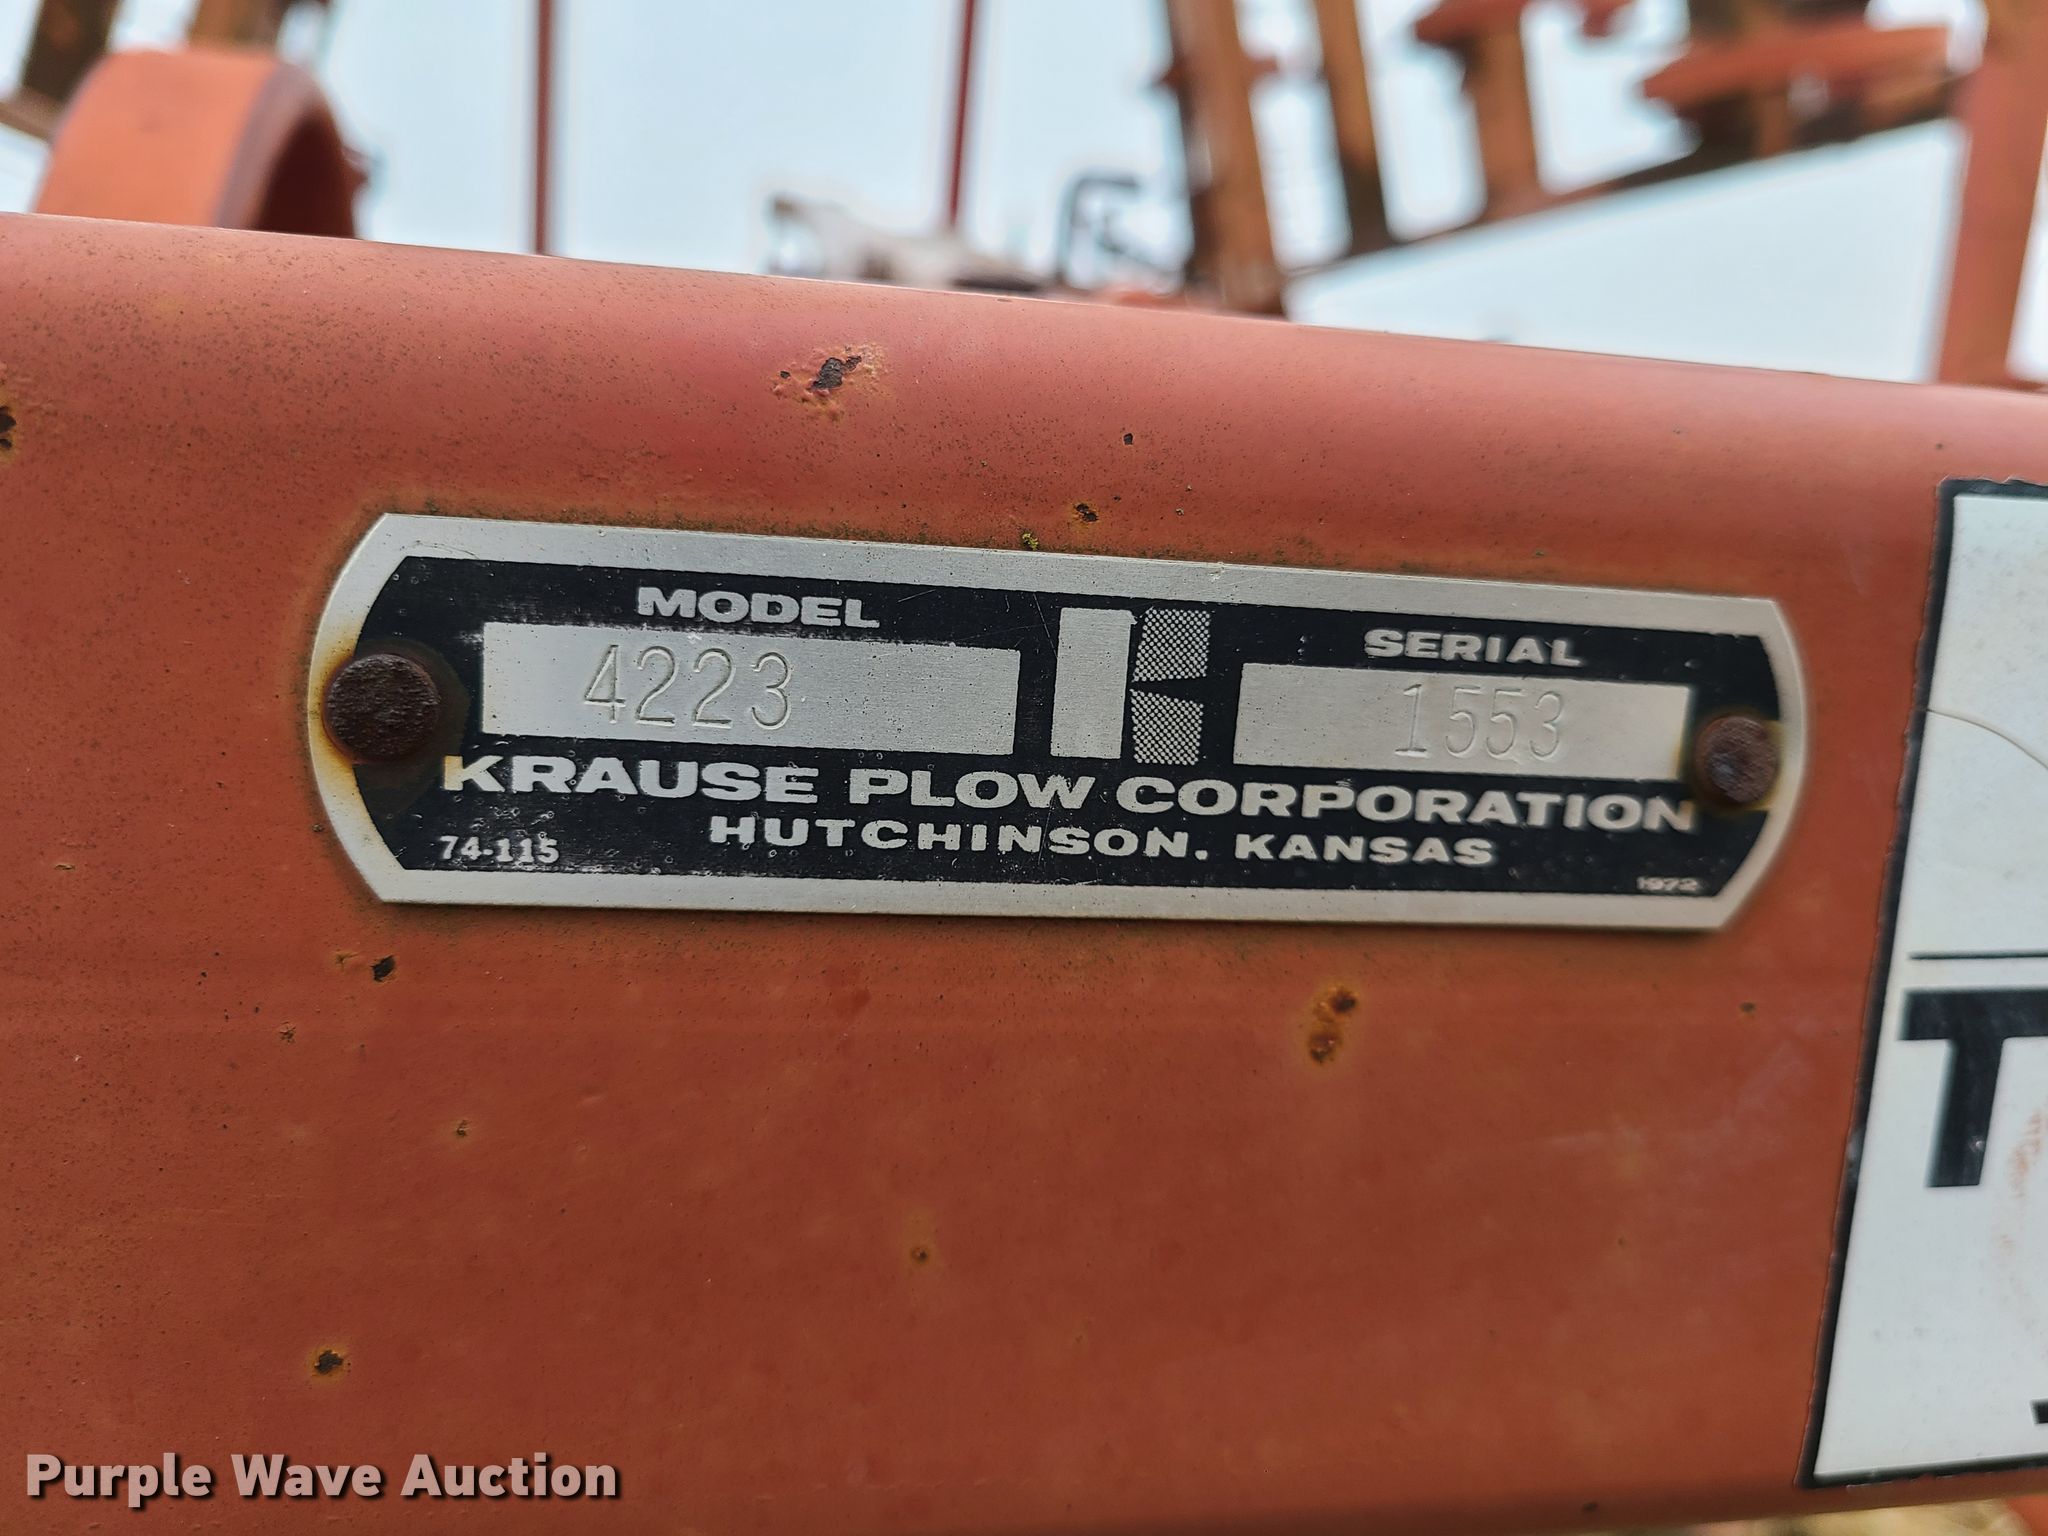 MODEL
4223
K
SERIAL
1553
KRAUSE PLOW CORPORATION
HUTCHINSON, KANSAS
74-115
1972
T
Purple Wave Auction